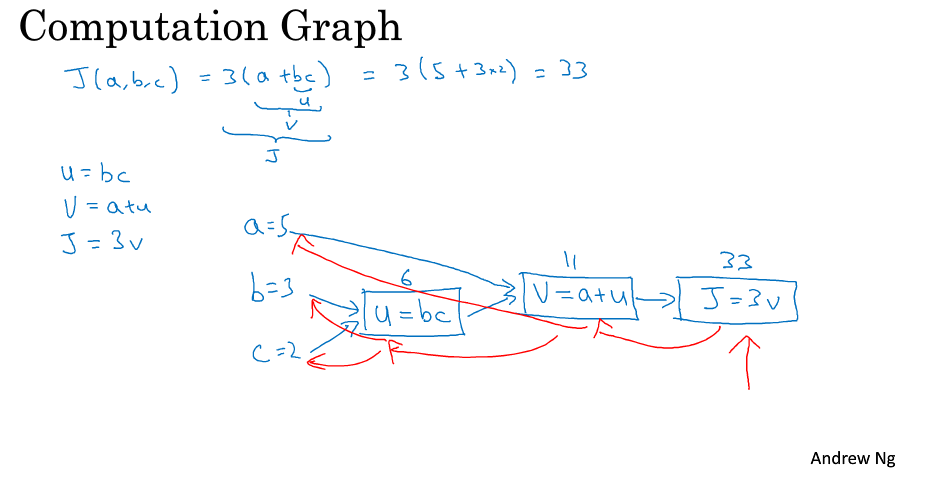 Computation Graph
J(a,b,c) = 3(a+bc) = 3(5+3×2) = 33
u
V
J
u = bc
V = a+u
J = 3v
a=5
11
33
b=3
6
V = a+u
J = 3v
u = bc
c=2
Andrew Ng